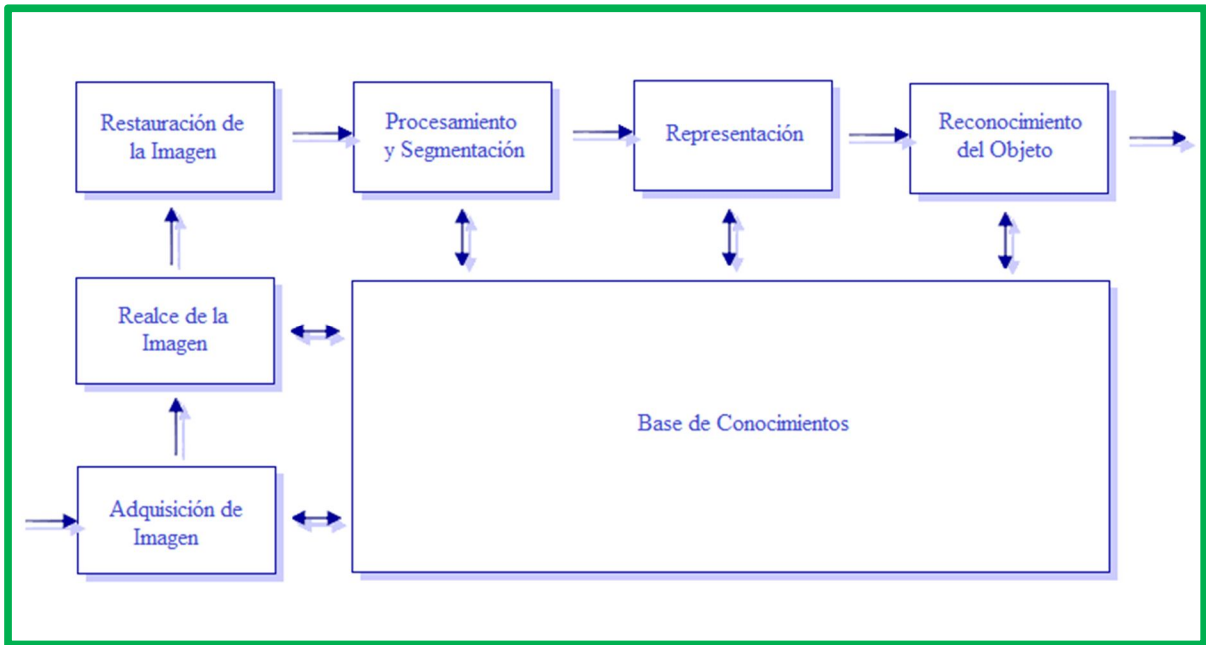 Restauración de
la Imagen
Procesamiento
y Segmentación
Representación
Reconocimiento
del Objeto
Realce de la
Imagen
Base de Conocimientos
Adquisición de
Imagen